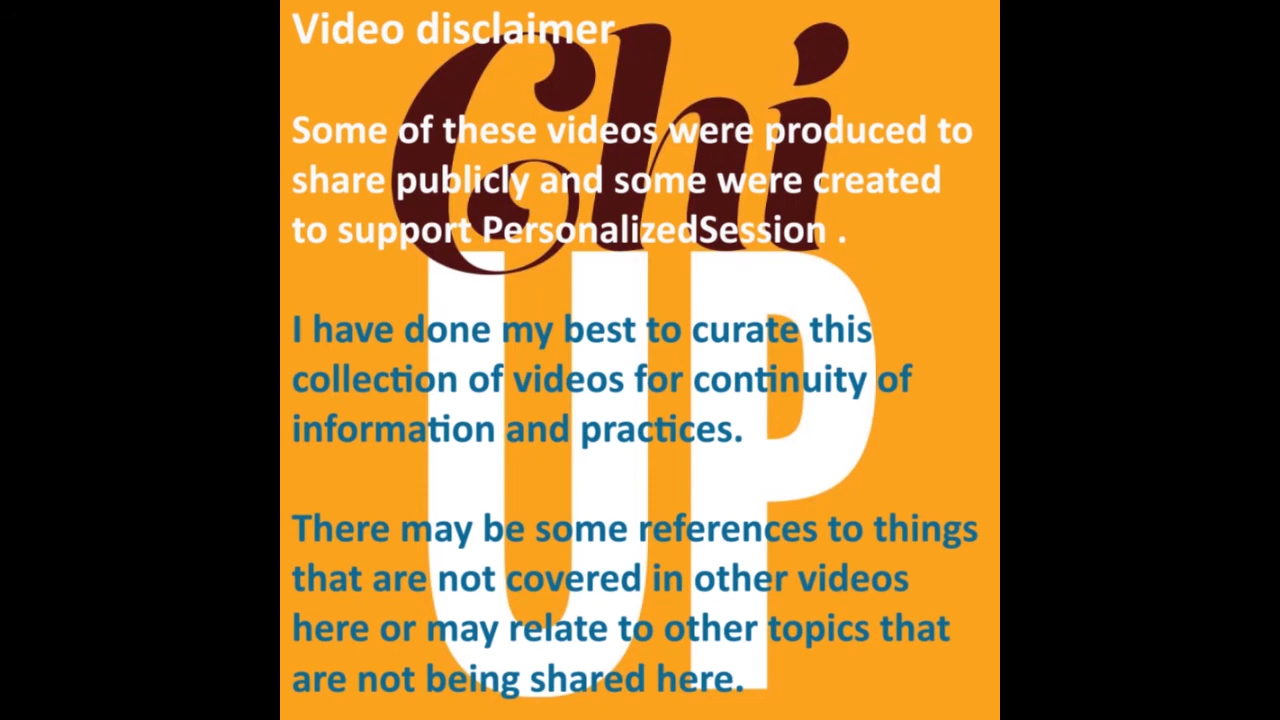 Video disclaimer
Chi
UP
Some of these videos were produced to
share publicly and some were created
to support PersonalizedSession .
I have done my best to curate this
collection of videos for continuity of
information and practices.
There may be some references to things
that are not covered in other videos
here or may relate to other topics that
are not being shared here.